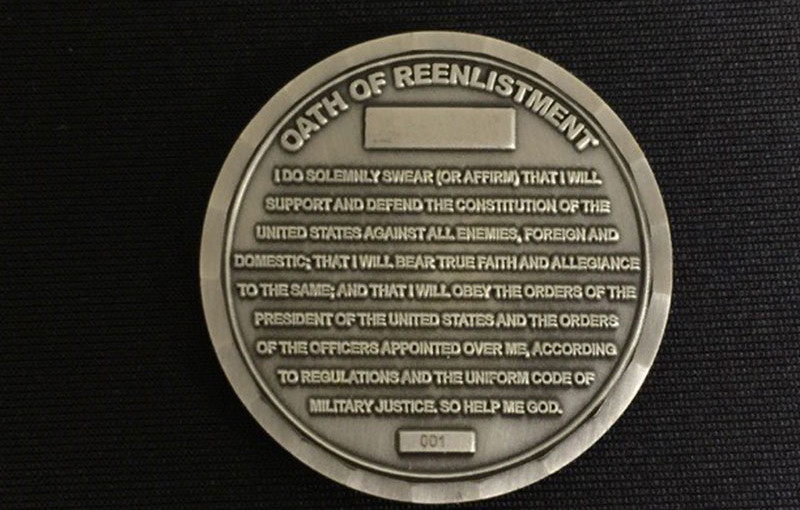 OATH OF REENLISTMENT
I DO SOLEMNLY SWEAR (OR AFFIRM) THAT I WILL
SUPPORT AND DEFEND THE CONSTITUTION OF THE
UNITED STATES AGAINST ALL ENEMIES, FOREIGN AND
DOMESTIC; THAT I WILL BEAR TRUE FAITH AND ALLEGIANCE
TO THE SAME; AND THAT I WILL OBEY THE ORDERS OF THE
PRESIDENT OF THE UNITED STATES AND THE ORDERS
OF THE OFFICERS APPOINTED OVER ME, ACCORDING
TO REGULATIONS AND THE UNIFORM CODE OF
MILITARY JUSTICE. SO HELP ME GOD.
001